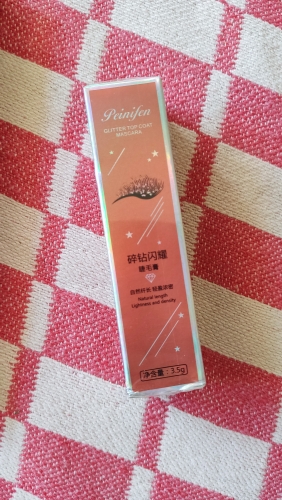 Peinifen
GLITTER TOP COAT
MASCARA
碎钻闪耀
睫毛膏
自然纤长·轻盈浓密
Natural length
Lightness and density
净含量：3.5g